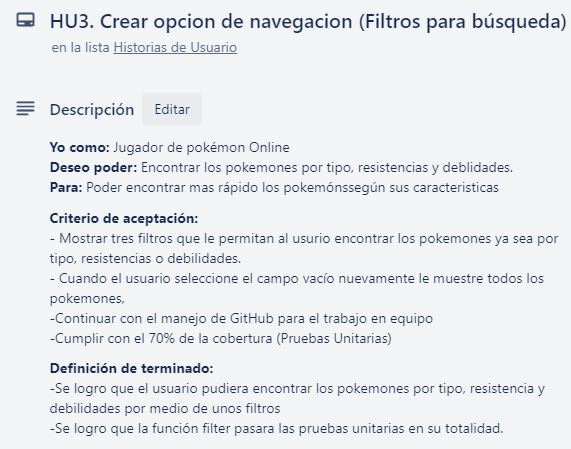 HU3. Crear opcion de navegacion (Filtros para búsqueda)
en la lista Historias de Usuario
Descripción Editar
Yo como: Jugador de pokémon Online
Deseo poder: Encontrar los pokemones por tipo, resistencias y deblidades.
Para: Poder encontrar mas rápido los pokemónssegún sus caracteristicas
Criterio de aceptación:
- Mostrar tres filtros que le permitan al usurio encontrar los pokemones ya sea por
tipo, resistencias o debilidades.
- Cuando el usuario seleccione el campo vacío nuevamente le muestre todos los
pokemones,
-Continuar con el manejo de GitHub para el trabajo en equipo
-Cumplir con el 70% de la cobertura (Pruebas Unitarias)
Definición de terminado:
-Se logro que el usuario pudiera encontrar los pokemones por tipo, resistencia y
debilidades por medio de unos filtros
-Se logro que la función filter pasara las pruebas unitarias en su totalidad.